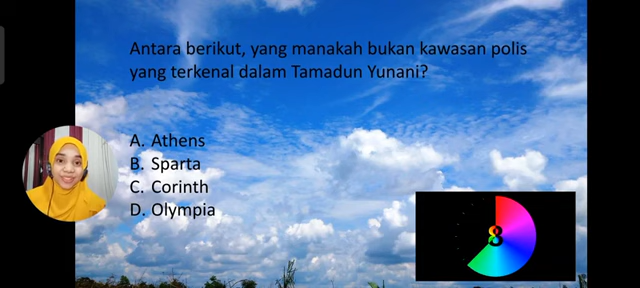 Antara berikut, yang manakah bukan kawasan polis
yang terkenal dalam Tamadun Yunani?
A. Athens
B. Sparta
C. Corinth
D. Olympia
8